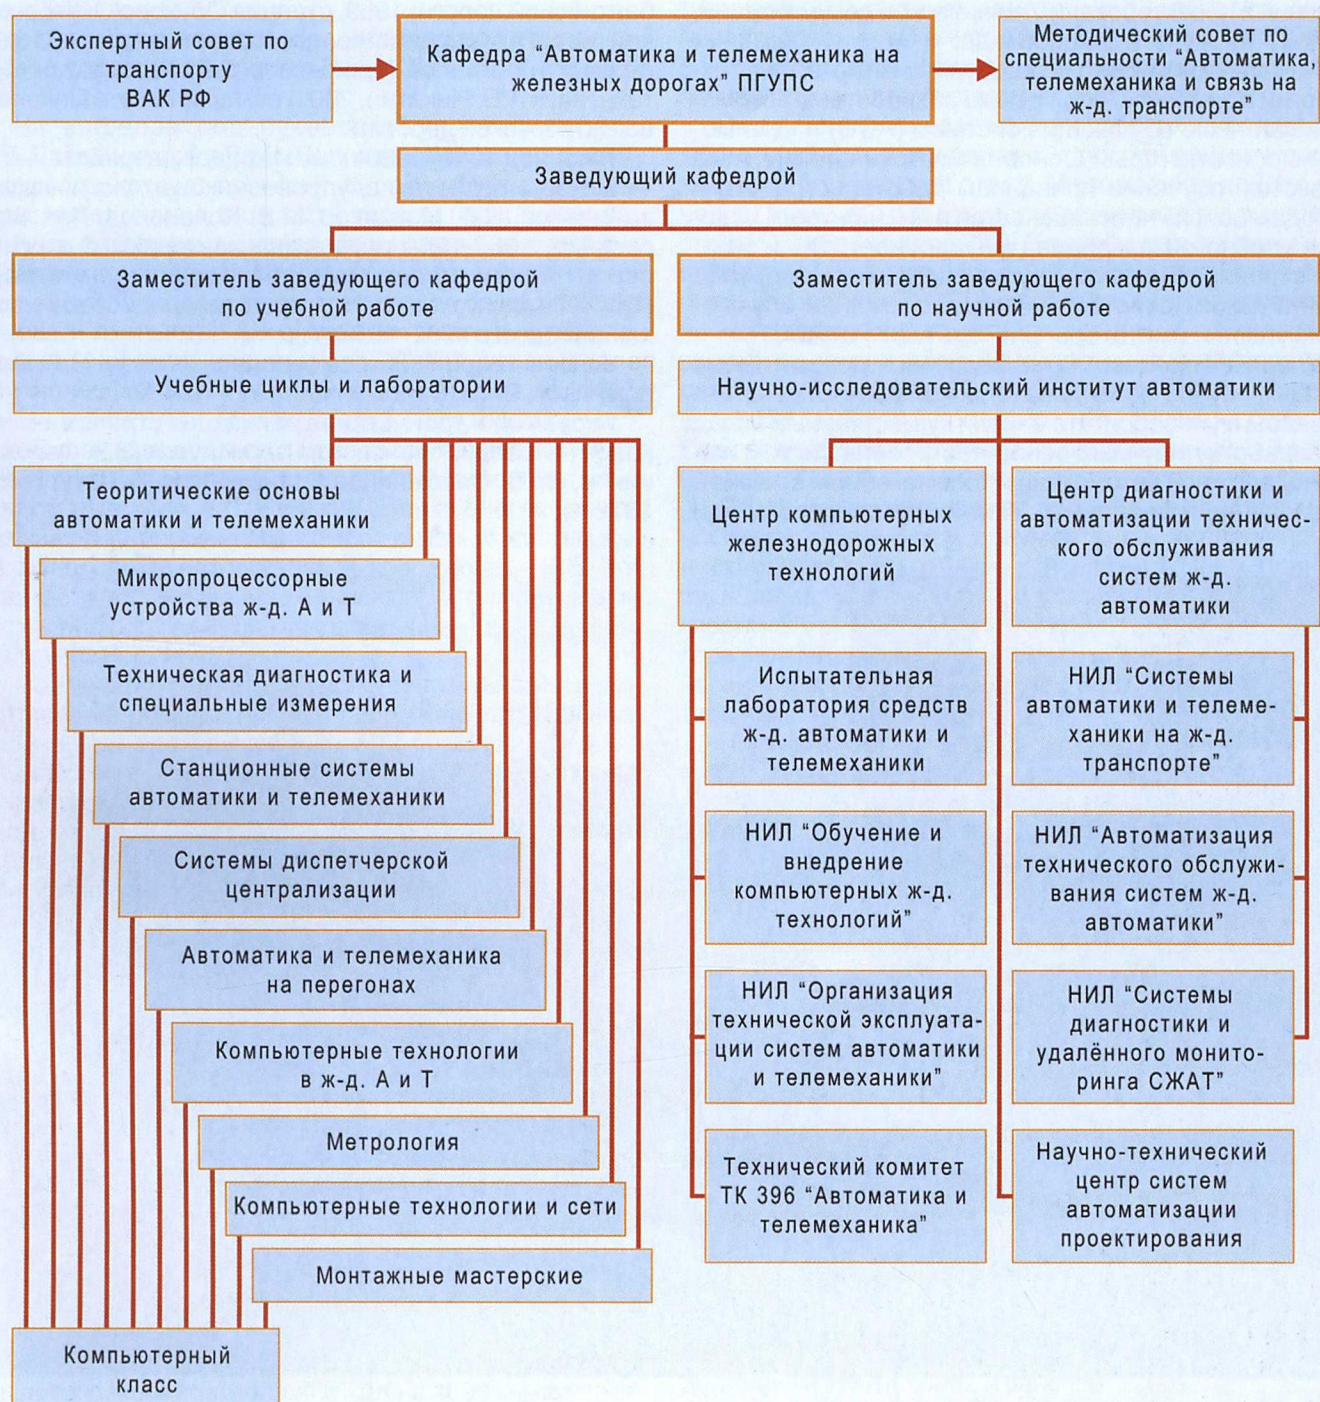 Экспертный совет по
транспорту
ВАК РФ
Кафедра “Автоматика и телемеханика на
железных дорогах” ПГУПС
Методический совет по
специальности “Автоматика,
телемеханика и связь на
ж-д. транспорте”
Заведующий кафедрой
Заместитель заведующего кафедрой
по учебной работе
Заместитель заведующего кафедрой
по научной работе
Учебные циклы и лаборатории
Научно-исследовательский институт автоматики
Теоритические основы
автоматики и телемеханики
Микропроцессорные
устройства ж-д. А и Т
Техническая диагностика и
специальные измерения
Станционные системы
автоматики и телемеханики
Системы диспетчерской
централизации
Автоматика и телемеханика
на перегонах
Компьютерные технологии
в ж-д. А и Т
Метрология
Компьютерные технологии и сети
Монтажные мастерские
Компьютерный
класс
Центр компьютерных
железнодорожных
технологий
Испытательная
лаборатория средств
ж-д. автоматики и
телемеханики
НИЛ “Обучение и
внедрение
компьютерных ж-д.
технологий”
НИЛ “Организация
технической эксплуата-
ции систем автоматики
и телемеханики”
Технический комитет
ТК 396 “Автоматика и
телемеханика”
Центр диагностики и
автоматизации техничес-
кого обслуживания
систем ж-д.
автоматики
НИЛ “Системы
автоматики и телеме-
ханики на ж-д.
транспорте”
НИЛ “Автоматизация
технического обслужи-
вания систем ж-д.
автоматики”
НИЛ “Системы
диагностики и
удалённого монито-
ринга СЖАТ”
Научно-технический
центр систем
автоматизации
проектирования